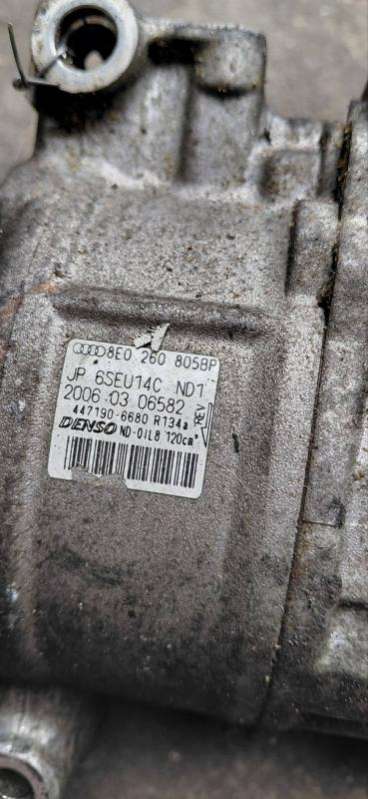 8E0 260 805BP
JP 6SEU14C ND1
2006 03 06582
447190-6680 R134a
DENSO ND-OIL8 120cm³